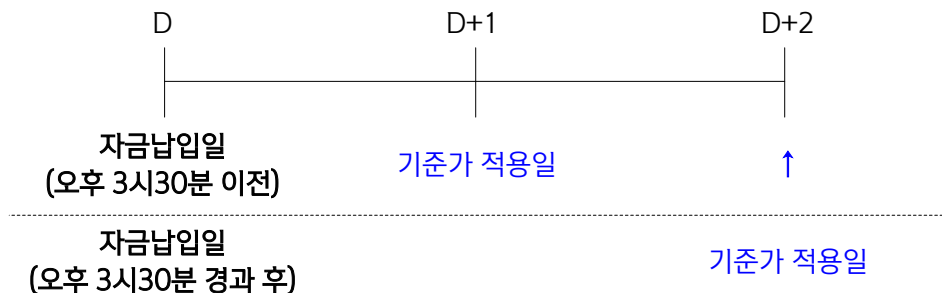 D D+1 D+2
자금납입일
(오후 3시30분 이전)
기준가 적용일
↑
자금납입일
(오후 3시30분 경과 후)
기준가 적용일